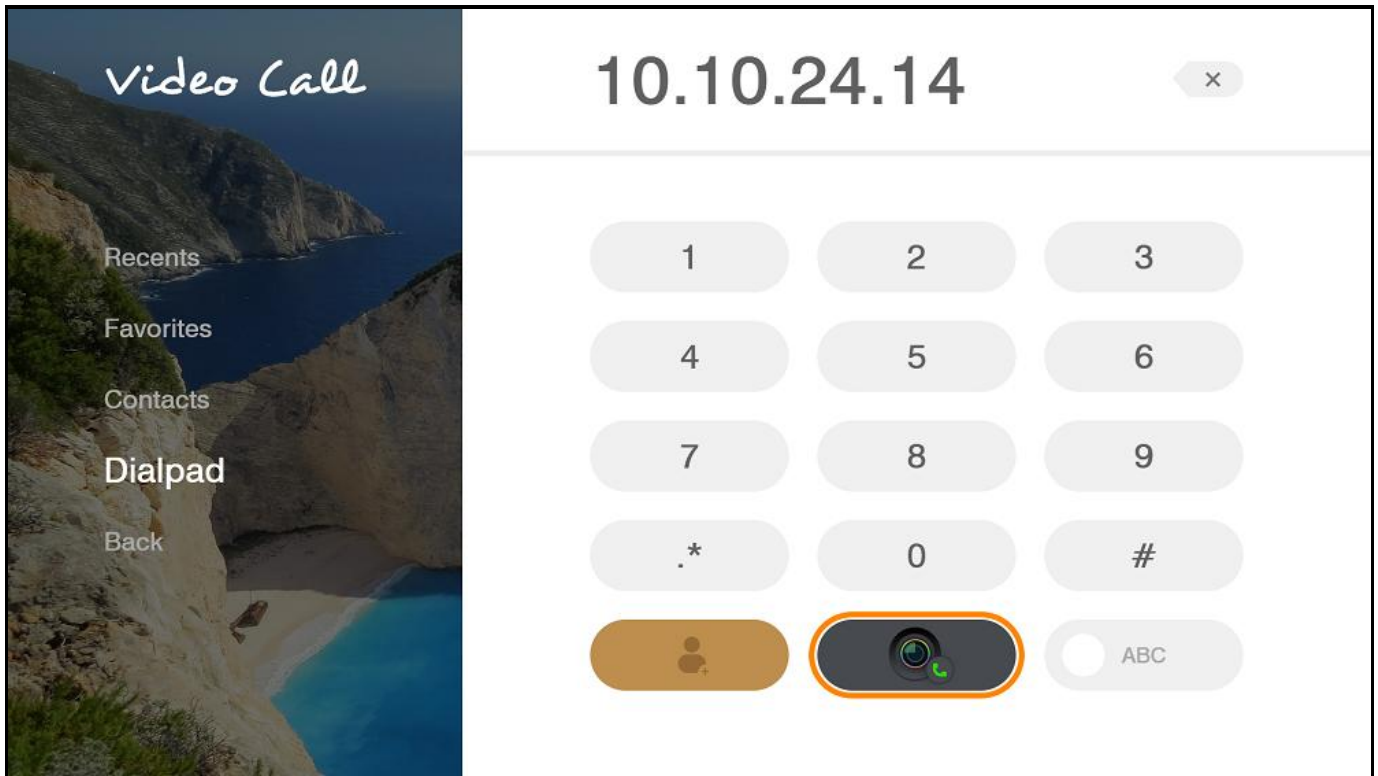 Video Call
Recents
Favorites
Contacts
Dialpad
Back
10.10.24.14
×
1 2 3
4 5 6
7 8 9
.* 0 #
ABC